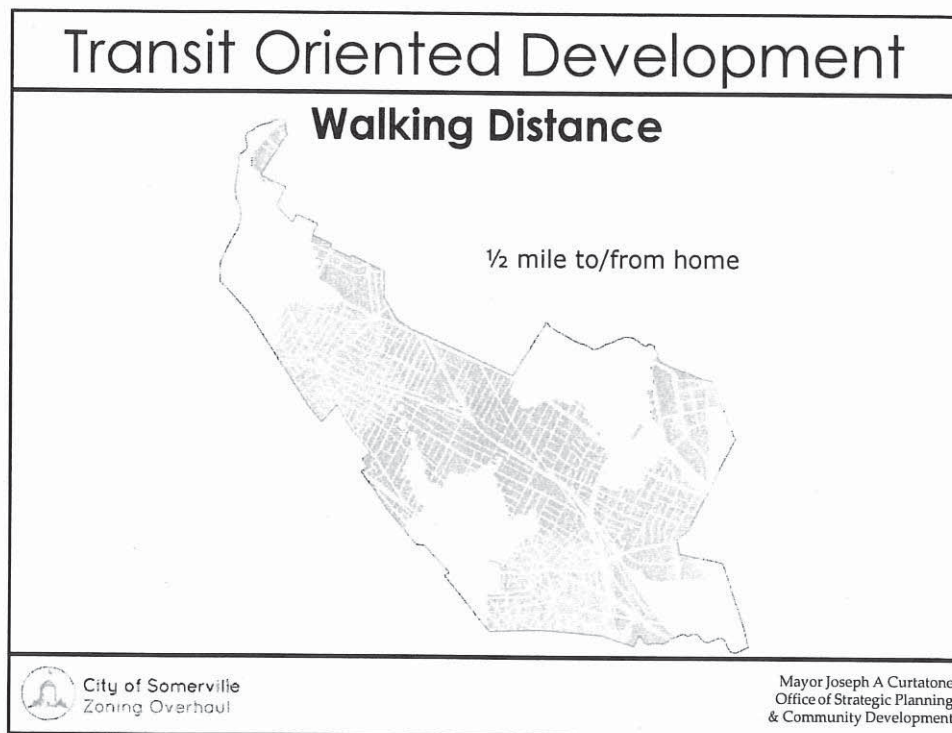 Transit Oriented Development
Walking Distance
½ mile to/from home
City of Somerville
Zoning Overhaul
Mayor Joseph A Curtatone
Office of Strategic Planning
& Community Development